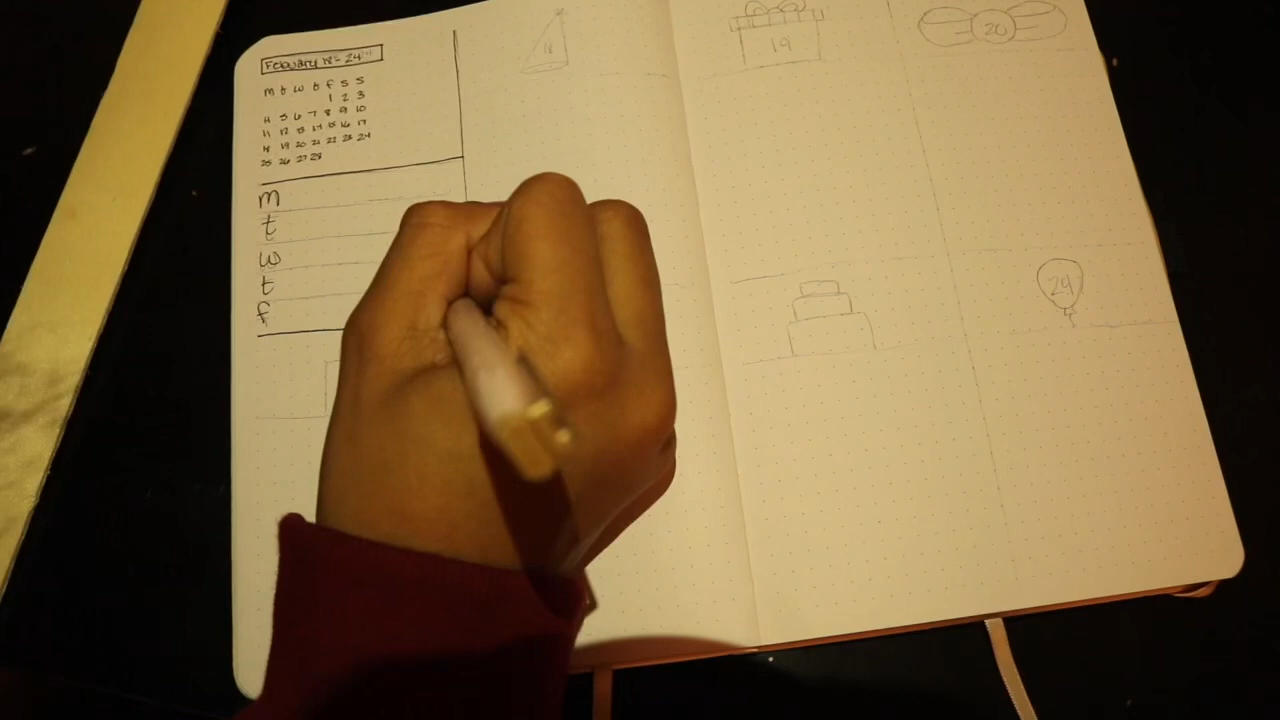 Febuary 18th - 24th
m t w t f s s
1 2 3
4 5 6 7 8 9 10
11 12 13 14 15 16 17
18 19 20 21 22 23 24
25 26 27 28
m
t
w
t
f
18
19
20
24